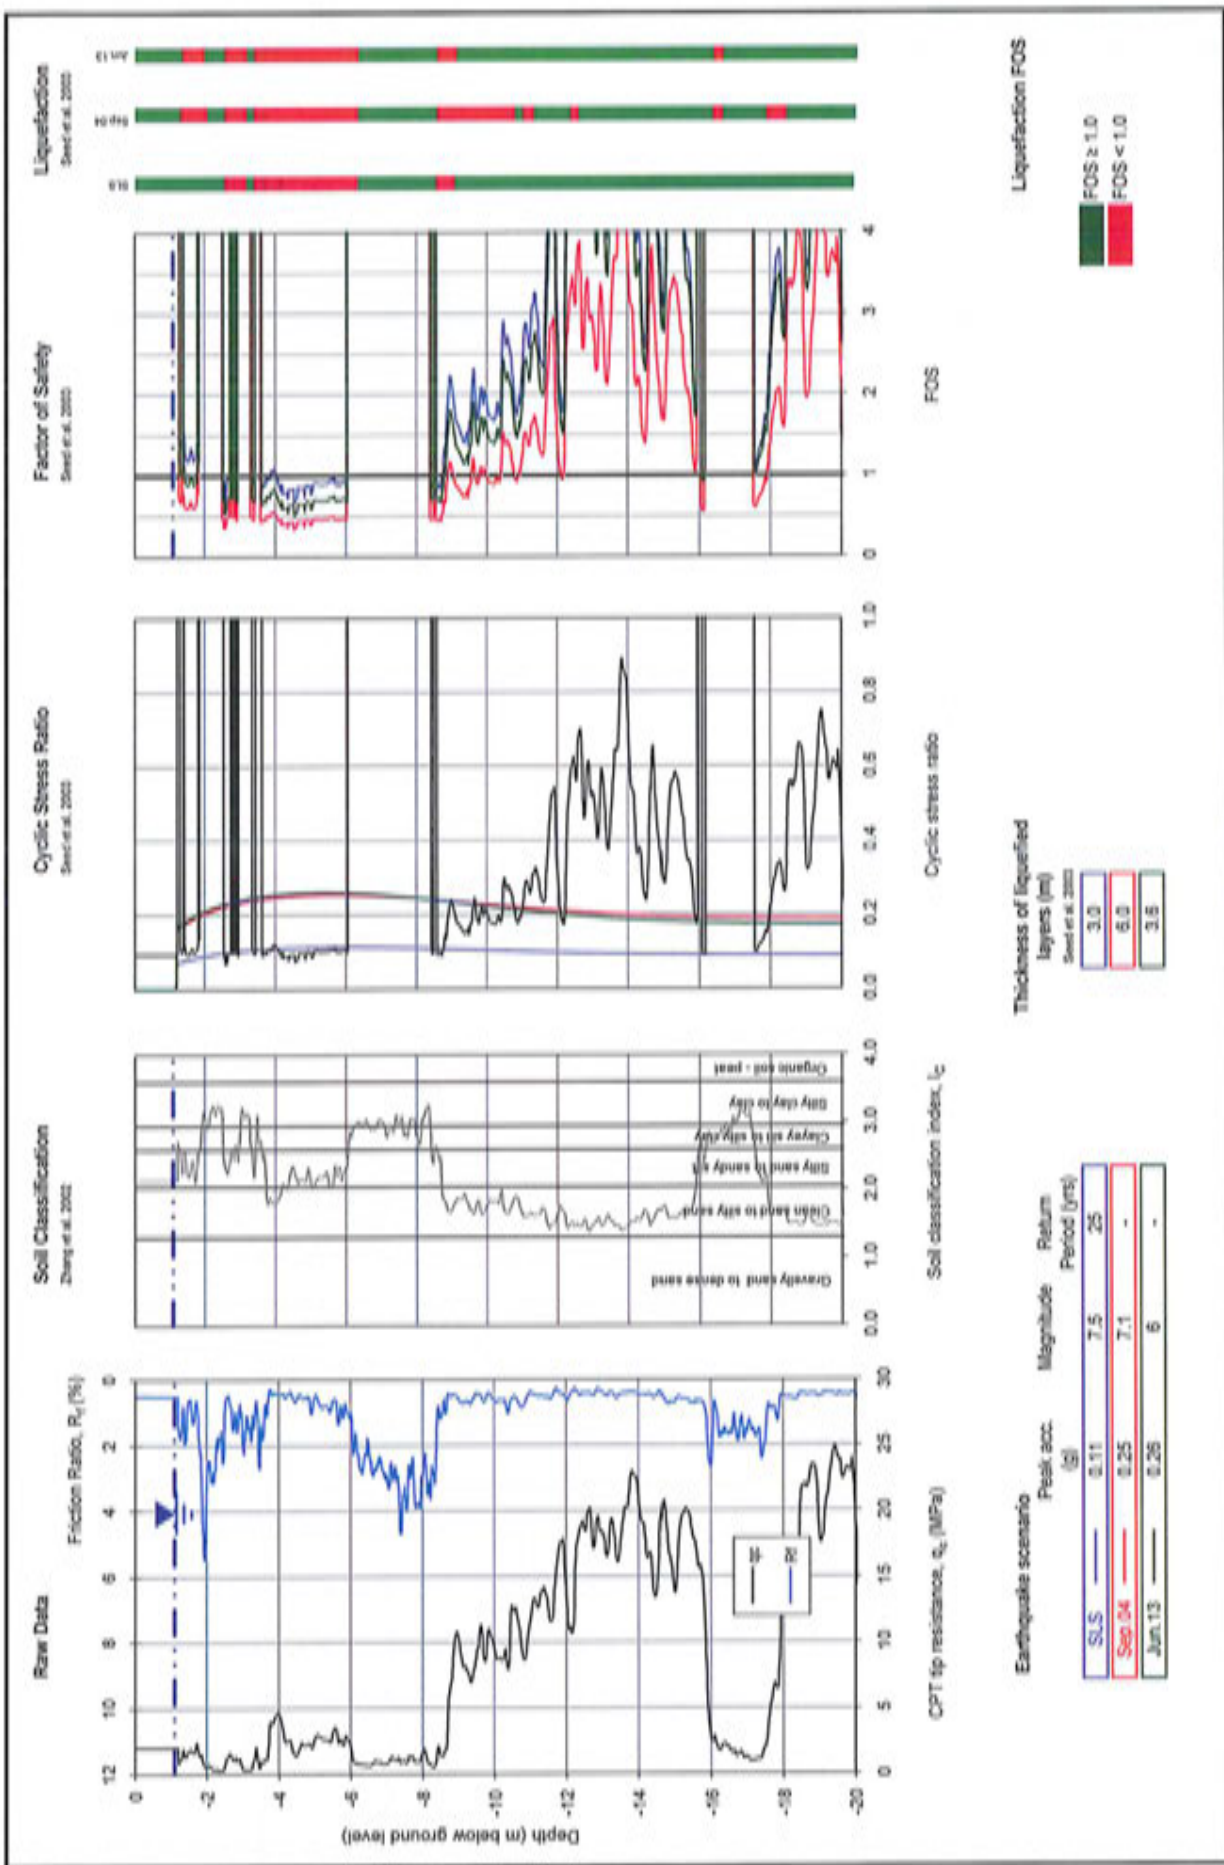 Raw Data
Friction Ratio, Rf (%)
0 2 4 6 8 10 12
0
-2
-4
-6
-8
-10
-12
-14
-16
-18
-20
Depth (m below ground level)
Rf
0 5 10 15 20 25 30
CPT tip resistance, qc (MPa)
Soil Classification
Zhang et al. 2002
Gravelly sand to dense sand
Clean sand to silty sand
Silty sand to sandy silt
Clayey silt to silty clay
Silty clay to clay
Organic soil - peat
0.0 1.0 2.0 3.0 4.0
Soil classification index, IC
Cyclic Stress Ratio
Seed et al. 2003
0.0 0.2 0.4 0.6 0.8 1.0
Cyclic stress ratio
Factor of Safety
Seed et al. 2003
0 1 2 3 4
FOS
Liquefaction
Seed et al. 2003
SLS Sep.04 Jun.13
Earthquake scenario
Peak acc. (g) Magnitude Return Period (yrs)
SLS 0.11 7.5 25
Sep.04 0.25 7.1 -
Jun.13 0.26 6 -
Thickness of liquefied
layers (m)
Seed et al. 2003
3.0
6.0
3.6
Liquefaction FOS
FOS ≥ 1.0
FOS < 1.0